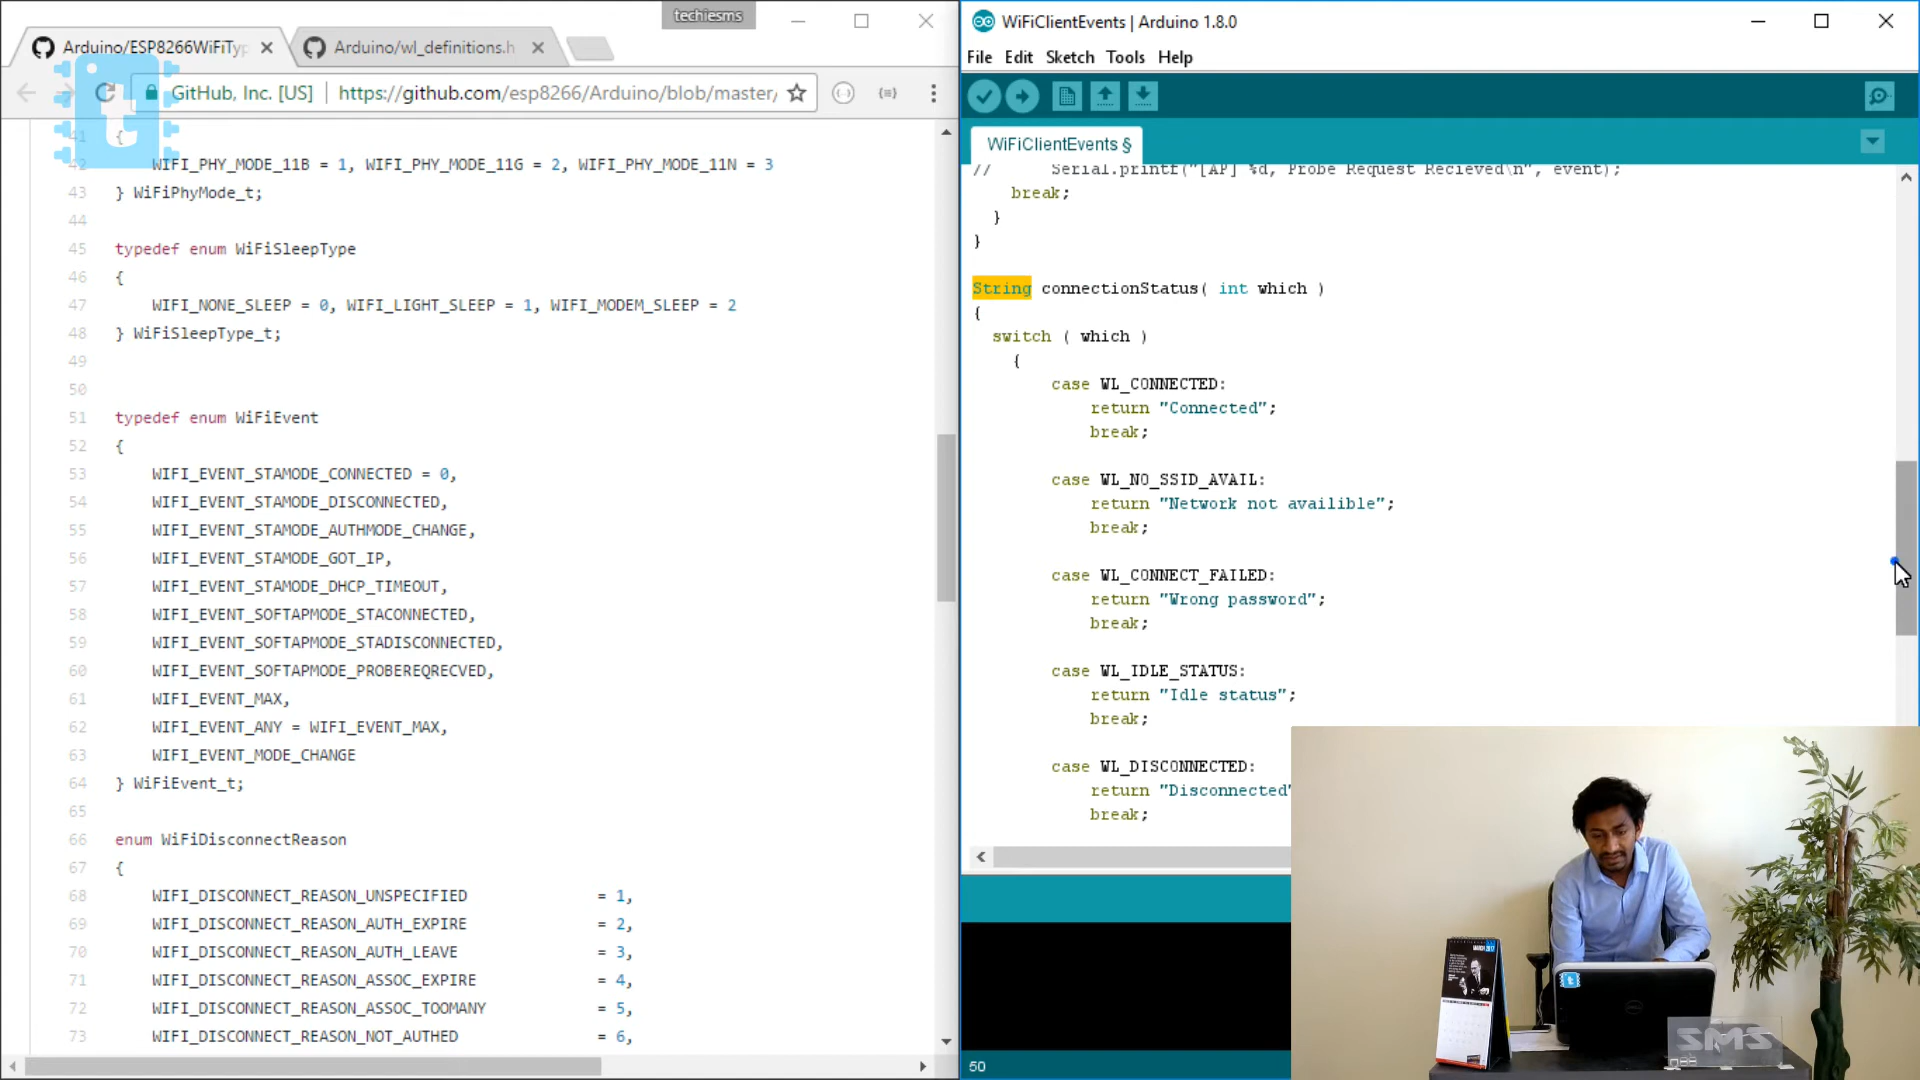 techiesms
Arduino/ESP8266WiFiTyp
Arduino/wl_definitions.h
GitHub, Inc. [US]
https://github.com/esp8266/Arduino/blob/master/
41 {
42 WIFI_PHY_MODE_11B = 1, WIFI_PHY_MODE_11G = 2, WIFI_PHY_MODE_11N = 3
43 } WiFiPhyMode_t;
44
45 typedef enum WiFiSleepType
46 {
47 WIFI_NONE_SLEEP = 0, WIFI_LIGHT_SLEEP = 1, WIFI_MODEM_SLEEP = 2
48 } WiFiSleepType_t;
49
50
51 typedef enum WiFiEvent
52 {
53 WIFI_EVENT_STAMODE_CONNECTED = 0,
54 WIFI_EVENT_STAMODE_DISCONNECTED,
55 WIFI_EVENT_STAMODE_AUTHMODE_CHANGE,
56 WIFI_EVENT_STAMODE_GOT_IP,
57 WIFI_EVENT_STAMODE_DHCP_TIMEOUT,
58 WIFI_EVENT_SOFTAPMODE_STACONNECTED,
59 WIFI_EVENT_SOFTAPMODE_STADISCONNECTED,
60 WIFI_EVENT_SOFTAPMODE_PROBEREQRECVED,
61 WIFI_EVENT_MAX,
62 WIFI_EVENT_ANY = WIFI_EVENT_MAX,
63 WIFI_EVENT_MODE_CHANGE
64 } WiFiEvent_t;
65
66 enum WiFiDisconnectReason
67 {
68 WIFI_DISCONNECT_REASON_UNSPECIFIED = 1,
69 WIFI_DISCONNECT_REASON_AUTH_EXPIRE = 2,
70 WIFI_DISCONNECT_REASON_AUTH_LEAVE = 3,
71 WIFI_DISCONNECT_REASON_ASSOC_EXPIRE = 4,
72 WIFI_DISCONNECT_REASON_ASSOC_TOOMANY = 5,
73 WIFI_DISCONNECT_REASON_NOT_AUTHED = 6,
WiFiClientEvents | Arduino 1.8.0
File Edit Sketch Tools Help
WiFiClientEvents §
// Serial.printf("[AP] %d, Probe Request Recieved\n", event);
break;
}
}
String connectionStatus( int which )
{
switch ( which )
{
case WL_CONNECTED:
return "Connected";
break;
case WL_NO_SSID_AVAIL:
return "Network not availible";
break;
case WL_CONNECT_FAILED:
return "Wrong password";
break;
case WL_IDLE_STATUS:
return "Idle status";
break;
case WL_DISCONNECTED:
return "Disconnected"
break;
50
MARCH 2017
SMS